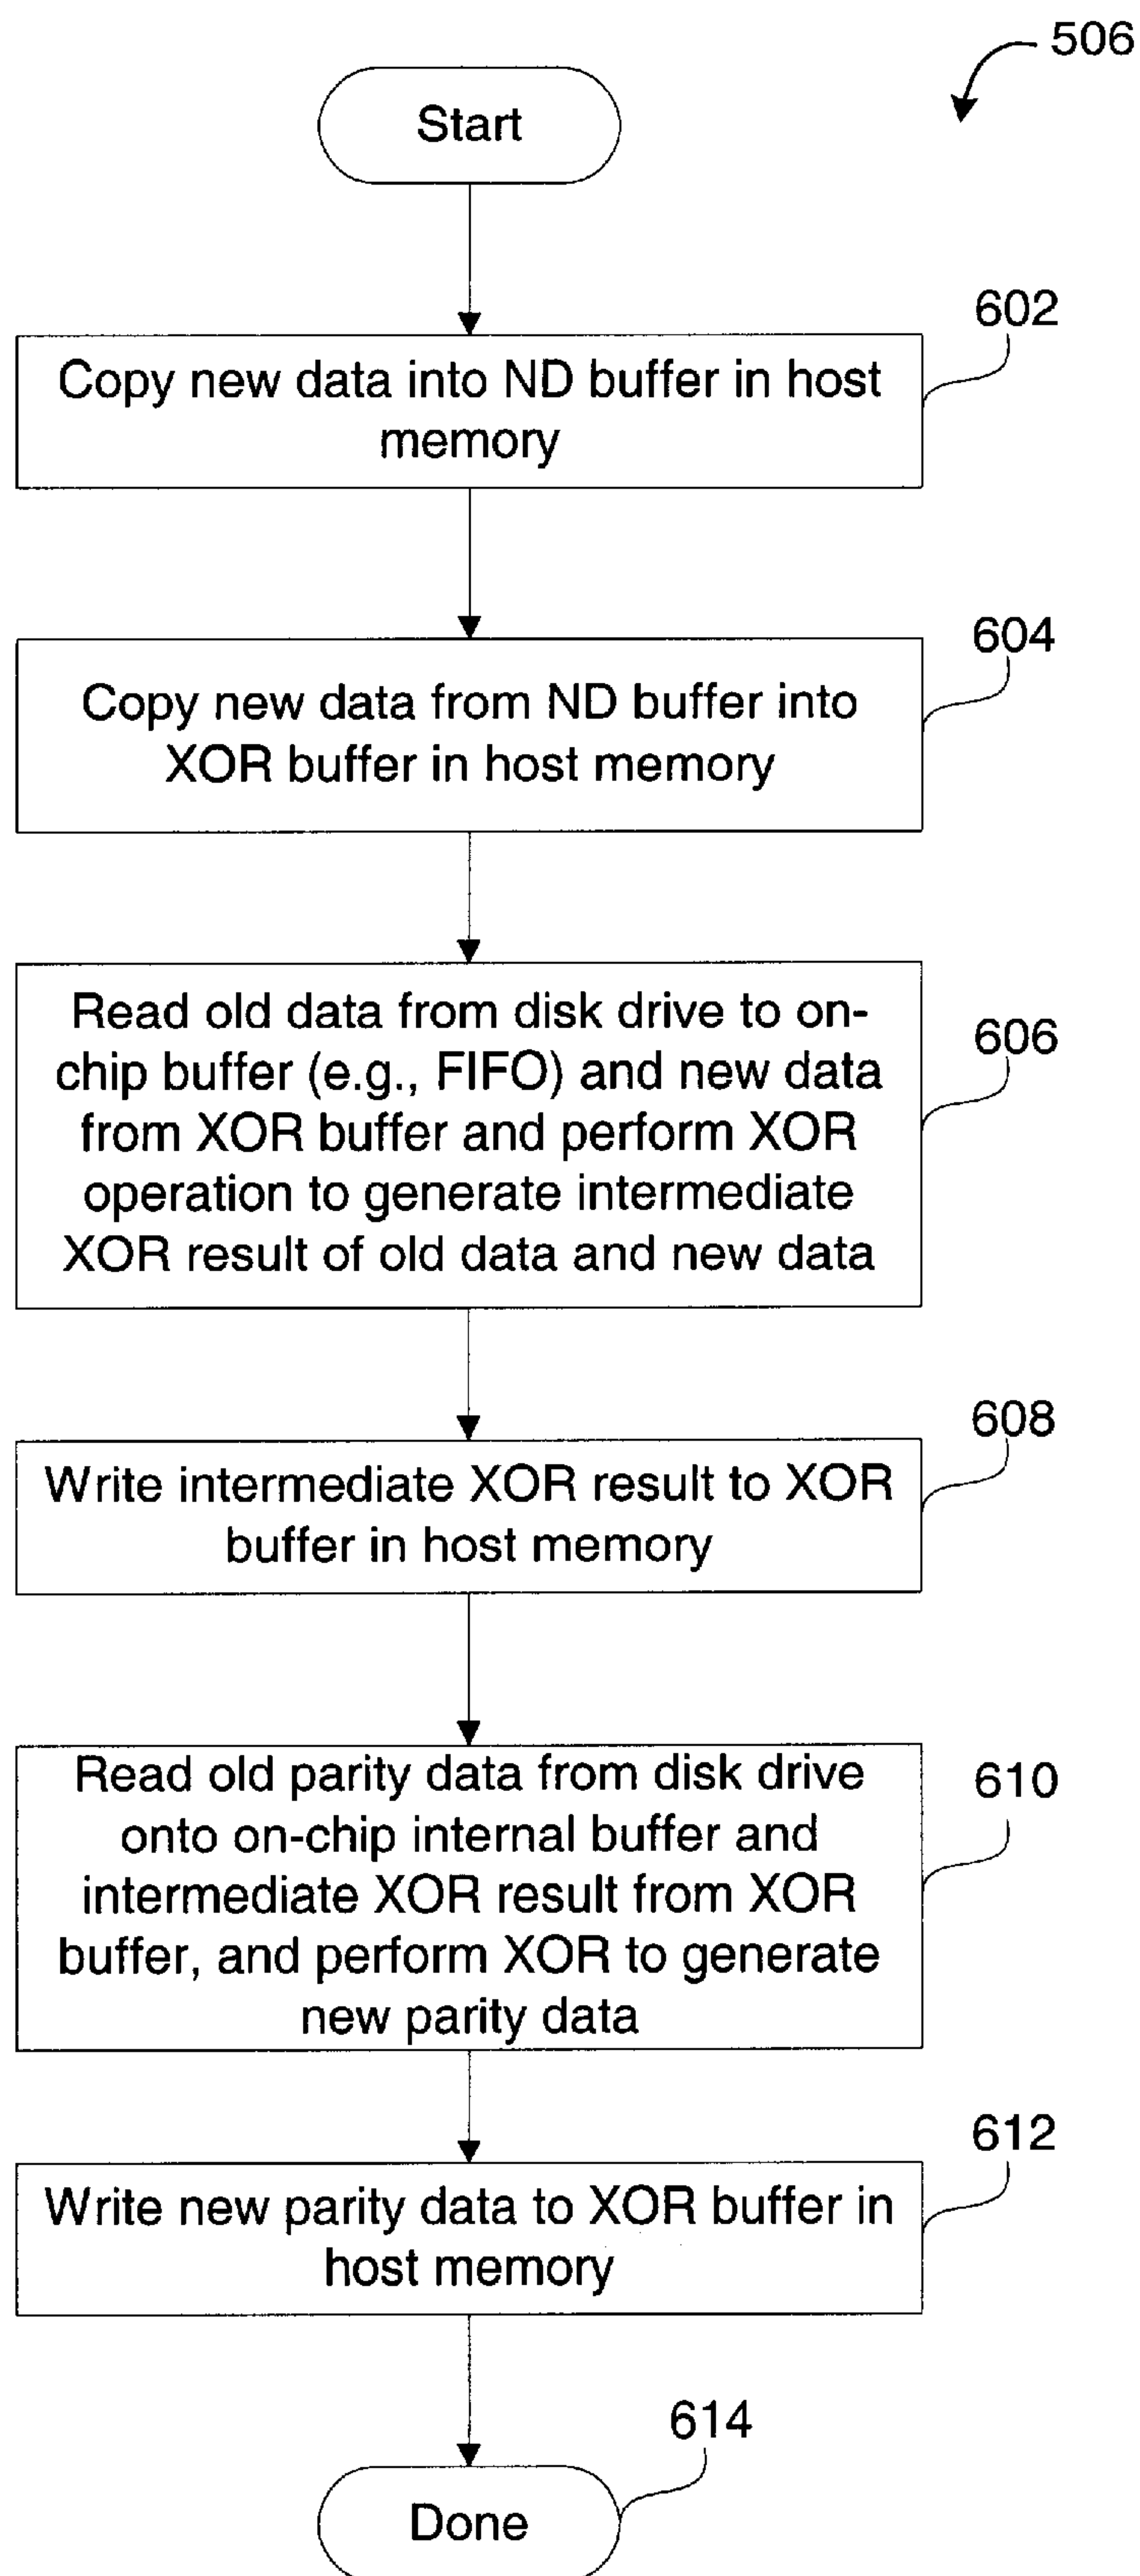 506
Start
602
Copy new data into ND buffer in host
memory
604
Copy new data from ND buffer into
XOR buffer in host memory
606
Read old data from disk drive to on-
chip buffer (e.g., FIFO) and new data
from XOR buffer and perform XOR
operation to generate intermediate
XOR result of old data and new data
608
Write intermediate XOR result to XOR
buffer in host memory
610
Read old parity data from disk drive
onto on-chip internal buffer and
intermediate XOR result from XOR
buffer, and perform XOR to generate
new parity data
612
Write new parity data to XOR buffer in
host memory
614
Done